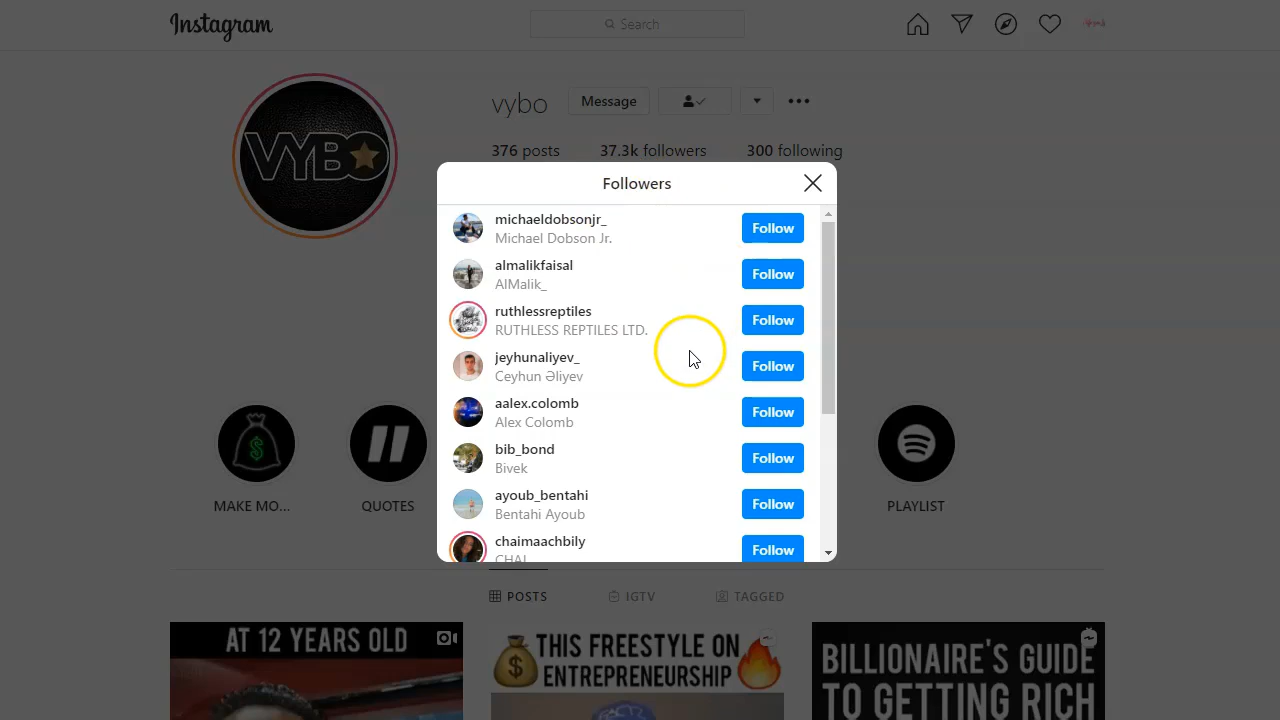 Instagram
Search
vybo
Message
376 posts 37.3k followers 300 following
VYBO
Followers
michaeldobsonjr_
Michael Dobson Jr.
Follow
almalikfaisal
AlMalik_
Follow
ruthlessreptiles
RUTHLESS REPTILES LTD.
Follow
jeyhunaliyev_
Ceyhun Əliyev
Follow
aalex.colomb
Alex Colomb
Follow
bib_bond
Bivek
Follow
ayoub_bentahi
Bentahi Ayoub
Follow
chaimaachbily
CHAI
Follow
MAKE MO...
QUOTES
PLAYLIST
POSTS
IGTV
TAGGED
AT 12 YEARS OLD
THIS FREESTYLE ON
ENTREPRENEURSHIP
BILLIONAIRE'S GUIDE
TO GETTING RICH